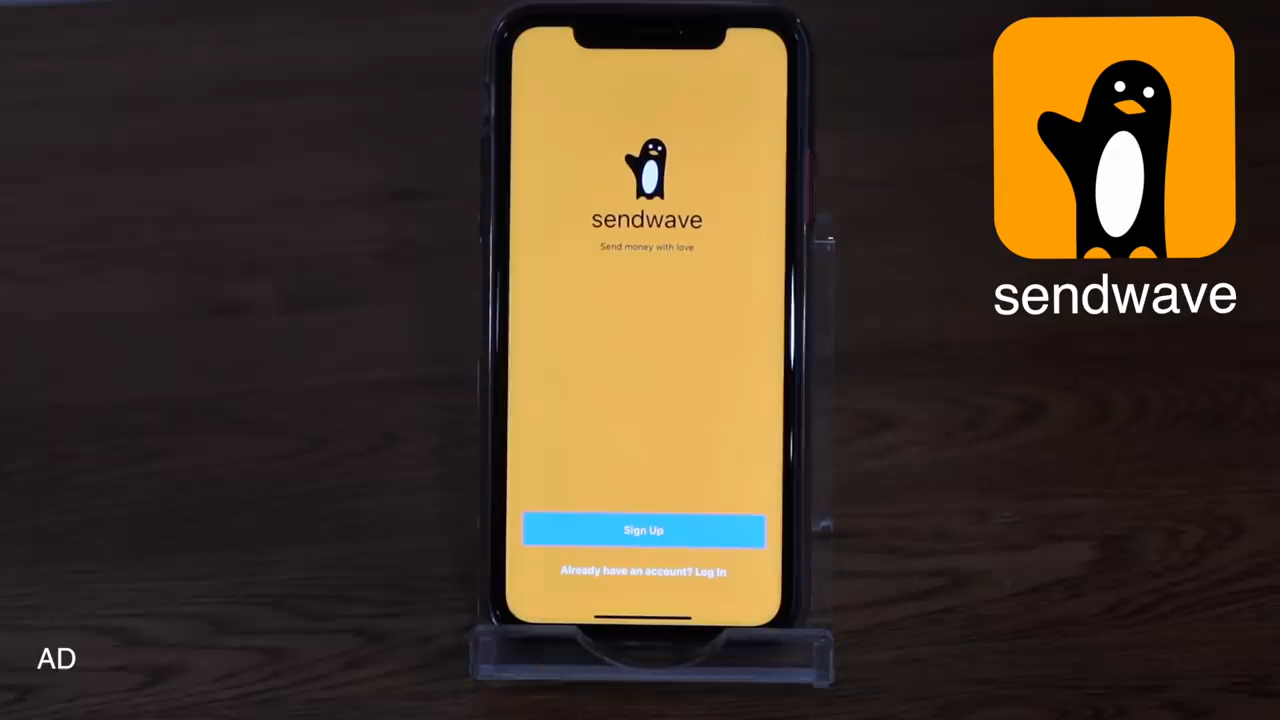 sendwave
Send money with love
Sign Up
Already have an account? Log In
sendwave
AD